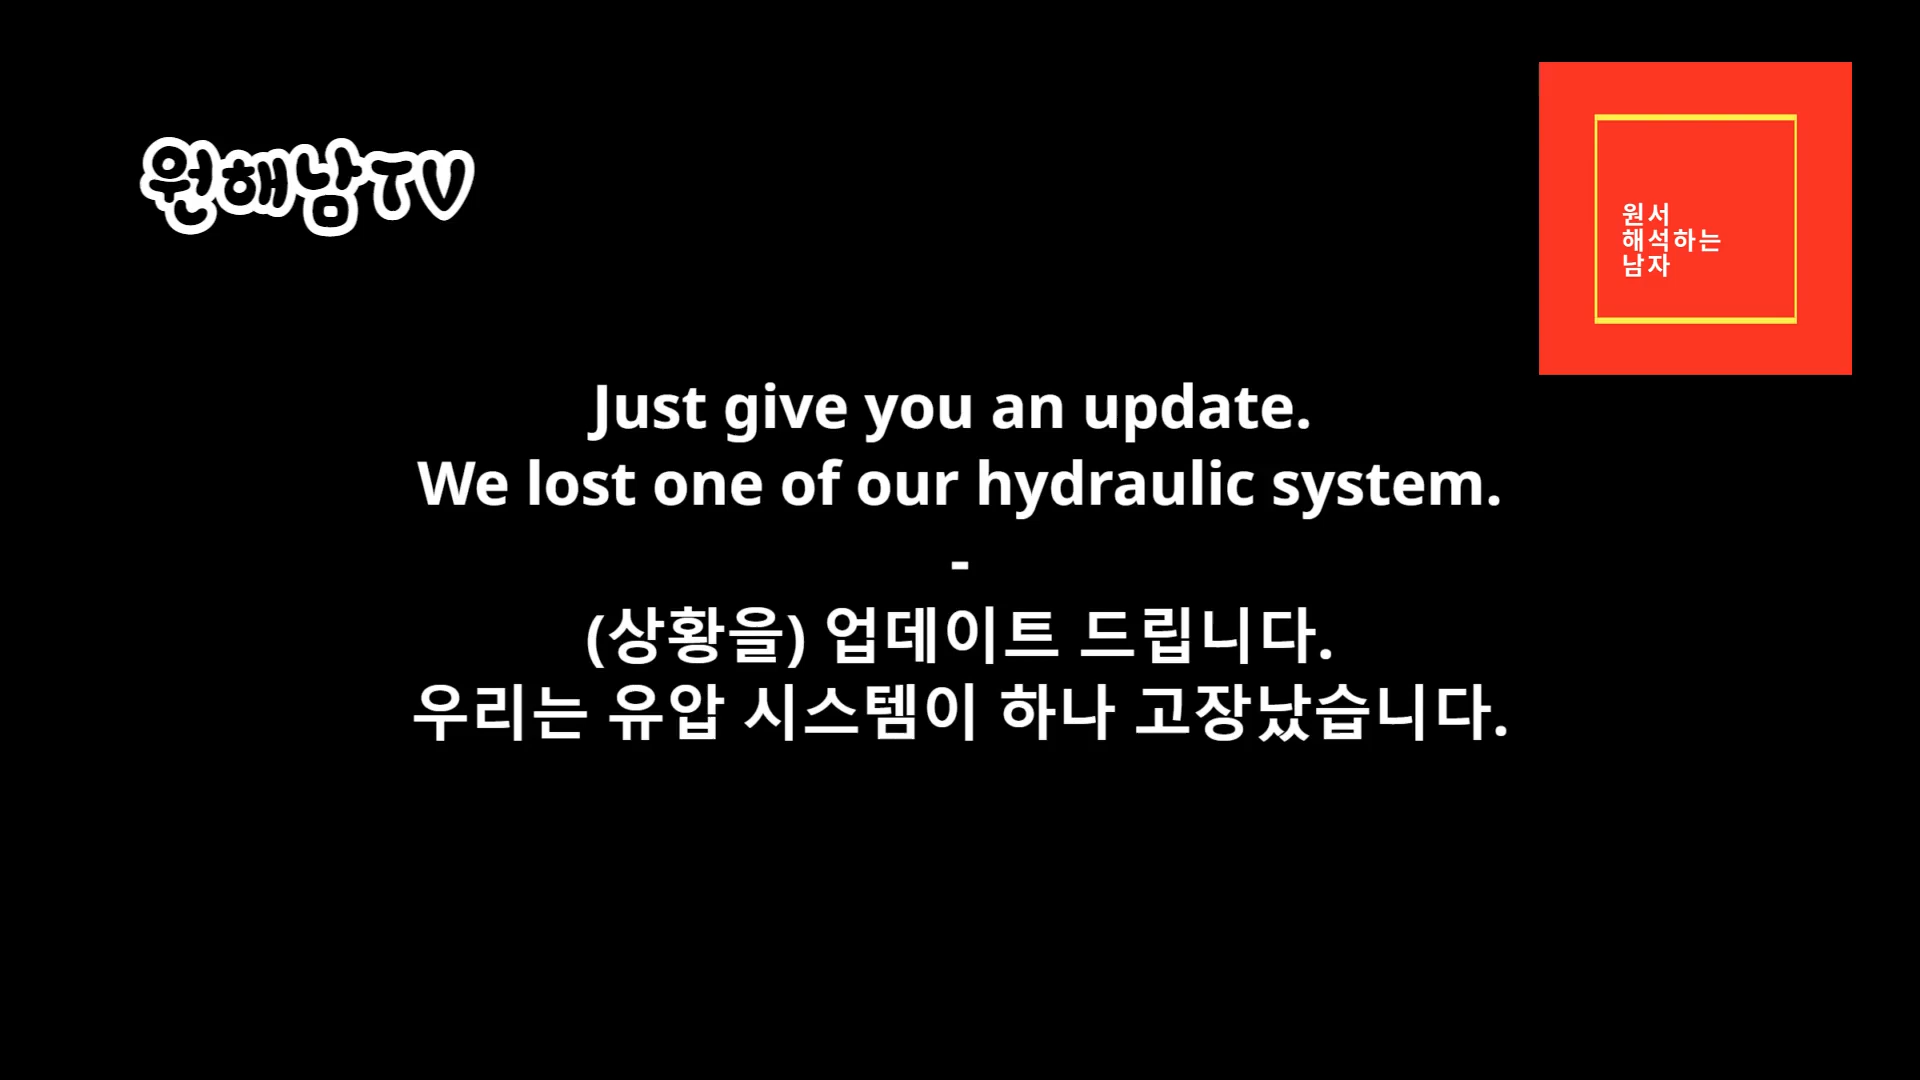 원해남TV
원서
해석하는
남자
Just give you an update.
We lost one of our hydraulic system.
-
(상황을) 업데이트 드립니다.
우리는 유압 시스템이 하나 고장났습니다.